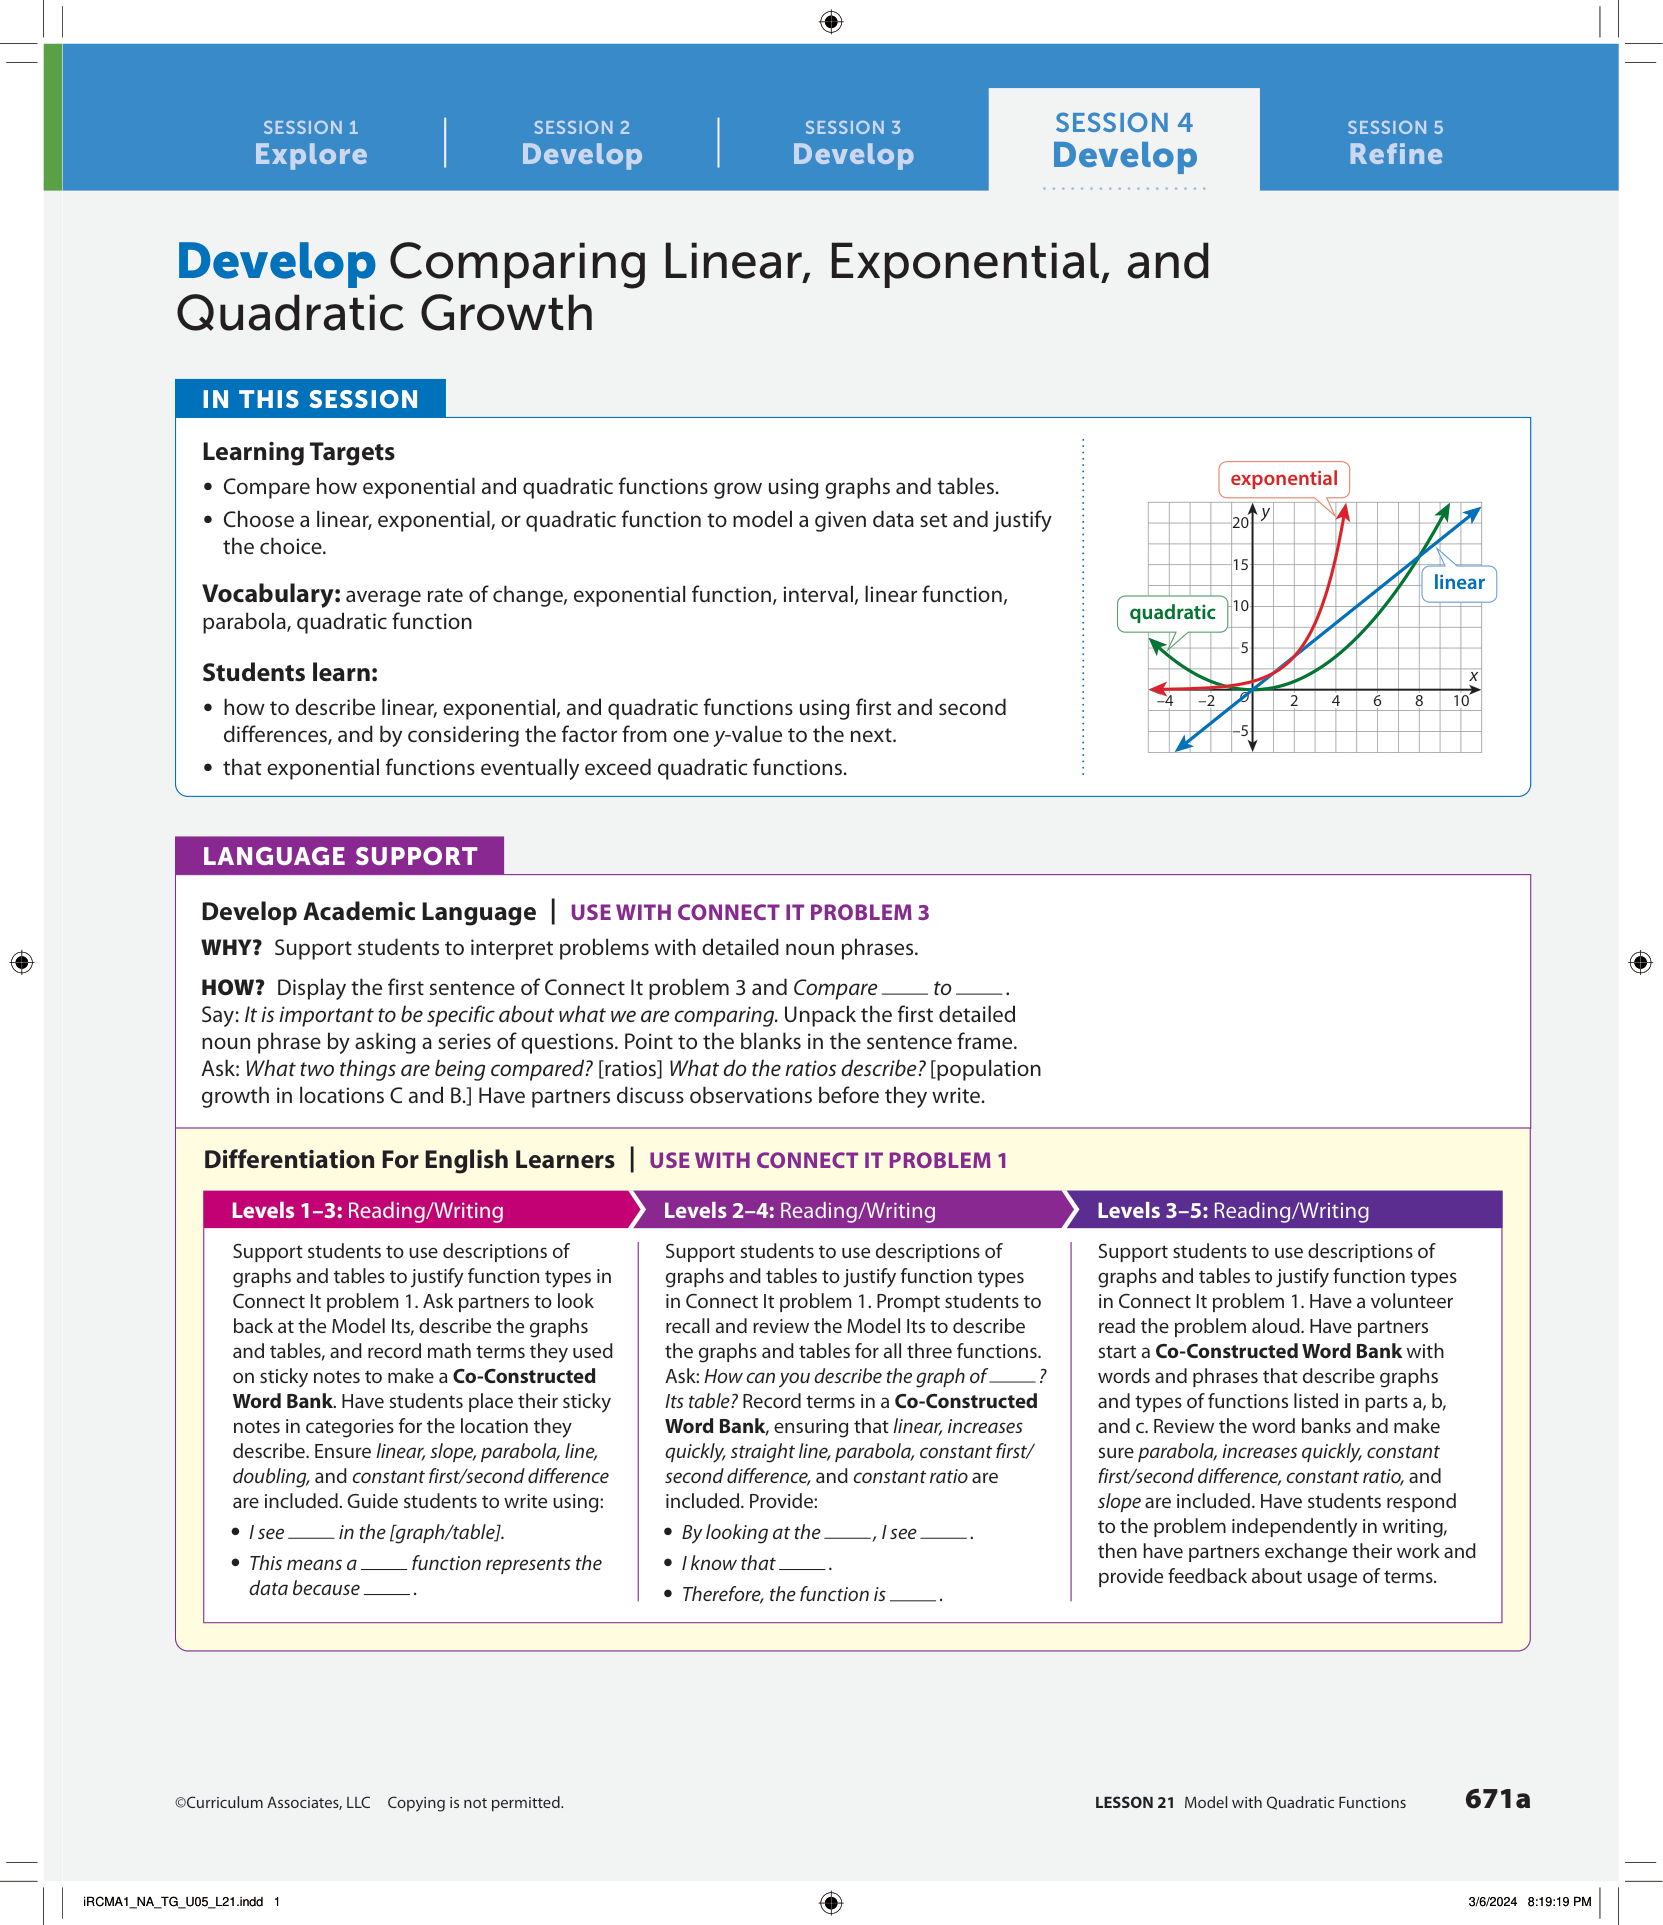 SESSION 1
Explore
SESSION 2
Develop
SESSION 3
Develop
SESSION 4
Develop
SESSION 5
Refine
Develop Comparing Linear, Exponential, and
Quadratic Growth
IN THIS SESSION
Learning Targets
• Compare how exponential and quadratic functions grow using graphs and tables.
• Choose a linear, exponential, or quadratic function to model a given data set and justify
the choice.
Vocabulary: average rate of change, exponential function, interval, linear function,
parabola, quadratic function
Students learn:
• how to describe linear, exponential, and quadratic functions using first and second
differences, and by considering the factor from one y-value to the next.
• that exponential functions eventually exceed quadratic functions.
exponential
quadratic
linear
y
x
20
15
10
5
–5
–4 –2 O 2 4 6 8 10
LANGUAGE SUPPORT
Develop Academic Language | USE WITH CONNECT IT PROBLEM 3
WHY? Support students to interpret problems with detailed noun phrases.
HOW? Display the first sentence of Connect It problem 3 and Compare ____ to ____.
Say: It is important to be specific about what we are comparing. Unpack the first detailed
noun phrase by asking a series of questions. Point to the blanks in the sentence frame.
Ask: What two things are being compared? [ratios] What do the ratios describe? [population
growth in locations C and B.] Have partners discuss observations before they write.
Differentiation For English Learners | USE WITH CONNECT IT PROBLEM 1
Levels 1–3: Reading/Writing
Support students to use descriptions of
graphs and tables to justify function types in
Connect It problem 1. Ask partners to look
back at the Model Its, describe the graphs
and tables, and record math terms they used
on sticky notes to make a Co-Constructed
Word Bank. Have students place their sticky
notes in categories for the location they
describe. Ensure linear, slope, parabola, line,
doubling, and constant first/second difference
are included. Guide students to write using:
• I see ____ in the [graph/table].
• This means a ____ function represents the
data because ____.
Levels 2–4: Reading/Writing
Support students to use descriptions of
graphs and tables to justify function types
in Connect It problem 1. Prompt students to
recall and review the Model Its to describe
the graphs and tables for all three functions.
Ask: How can you describe the graph of ____?
Its table? Record terms in a Co-Constructed
Word Bank, ensuring that linear, increases
quickly, straight line, parabola, constant first/
second difference, and constant ratio are
included. Provide:
• By looking at the ____, I see ____.
• I know that ____.
• Therefore, the function is ____.
Levels 3–5: Reading/Writing
Support students to use descriptions of
graphs and tables to justify function types
in Connect It problem 1. Have a volunteer
read the problem aloud. Have partners
start a Co-Constructed Word Bank with
words and phrases that describe graphs
and types of functions listed in parts a, b,
and c. Review the word banks and make
sure parabola, increases quickly, constant
first/second difference, constant ratio, and
slope are included. Have students respond
to the problem independently in writing,
then have partners exchange their work and
provide feedback about usage of terms.
©Curriculum Associates, LLC Copying is not permitted.
LESSON 21 Model with Quadratic Functions 671a
iRCMA1_NA_TG_U05_L21.indd 1
3/6/2024 8:19:19 PM